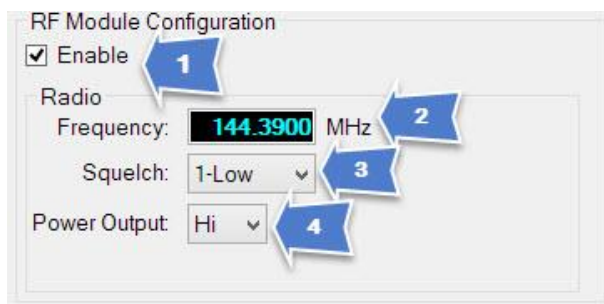 RF Module Configuration
Enable 1
Radio
Frequency: 144.3900 MHz 2
Squelch: 1-Low 3
Power Output: Hi 4